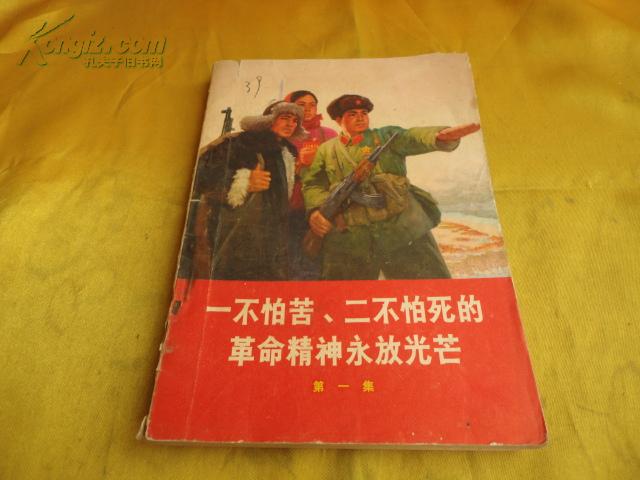 Kongfz.com
孔夫子旧书网
39
一不怕苦、二不怕死的
革命精神永放光芒
第一集